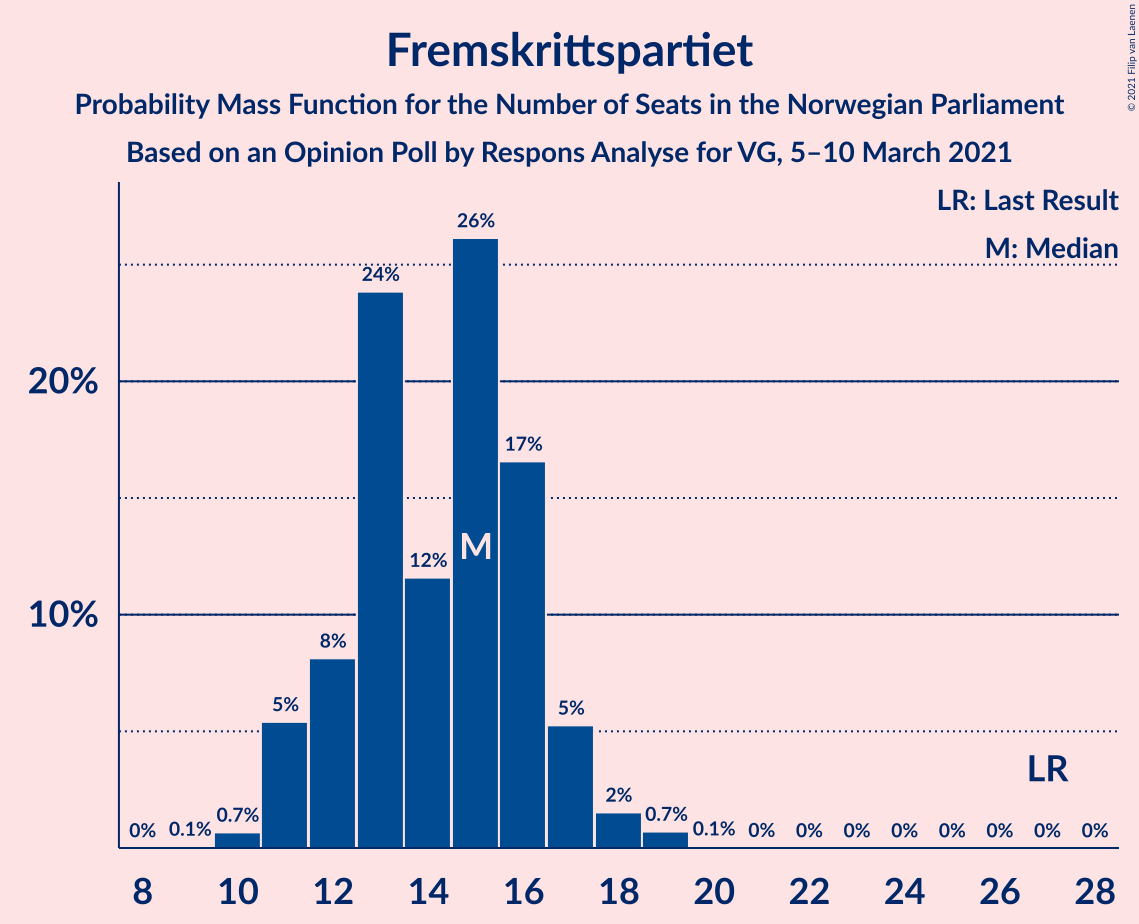 Fremskrittspartiet
Probability Mass Function for the Number of Seats in the Norwegian Parliament
Based on an Opinion Poll by Respons Analyse for VG, 5–10 March 2021
© 2021 Filip van Laenen
LR: Last Result
M: Median
20%
10%
0% 0.1% 0.7% 5% 8% 24% 12% 26% 17% 5% 2% 0.7% 0.1% 0% 0% 0% 0% 0% 0% 0% 0%
M
LR
8 10 12 14 16 18 20 22 24 26 28